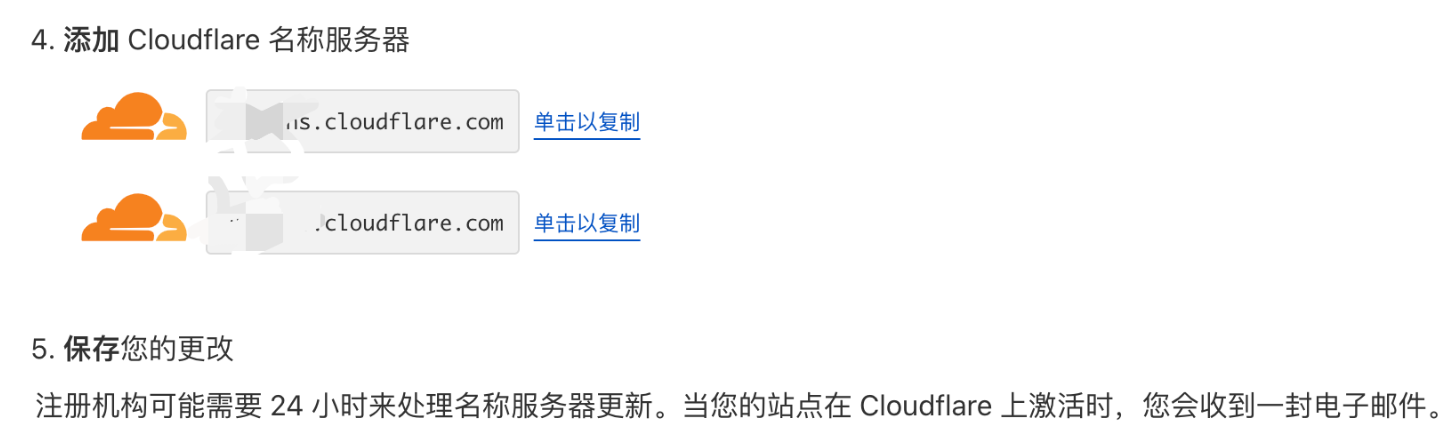 4. 添加 Cloudflare 名称服务器
ns.cloudflare.com 单击以复制
.cloudflare.com 单击以复制
5. 保存您的更改
注册机构可能需要 24 小时来处理名称服务器更新。当您的站点在 Cloudflare 上激活时，您会收到一封电子邮件。